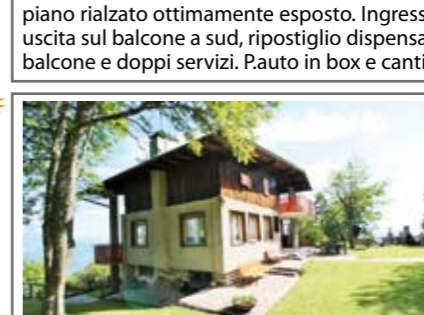 piano rialzato ottimamente esposto. Ingress
uscita sul balcone a sud, ripostiglio dispensa
balcone e doppi servizi. P.auto in box e canti